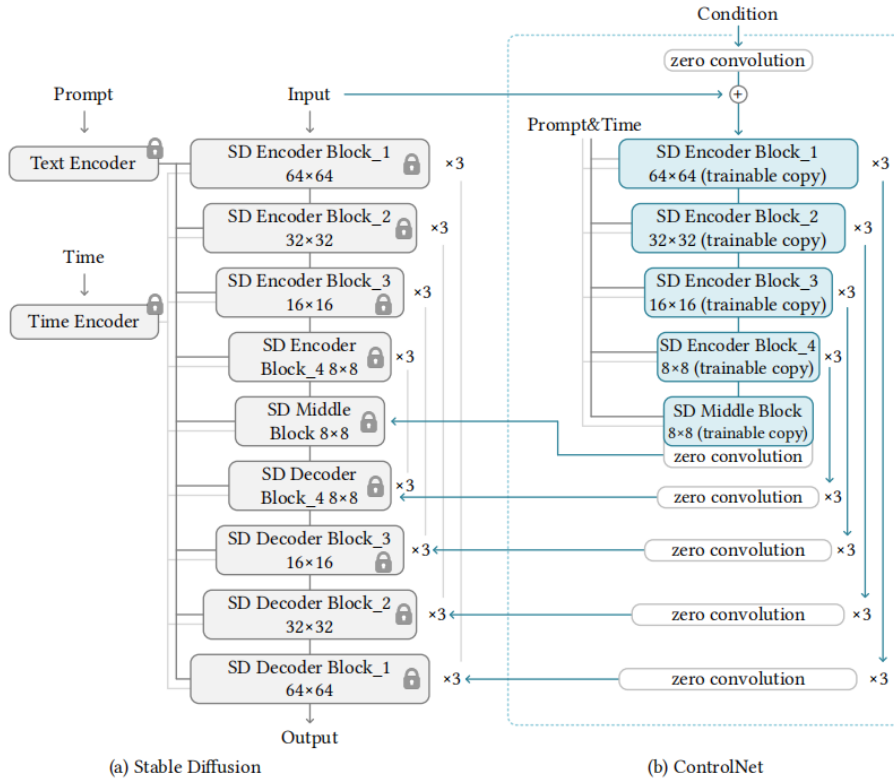 Condition
zero convolution
Prompt
Input
Prompt&Time
Text Encoder
SD Encoder Block_1
64×64
×3
SD Encoder Block_1
64×64 (trainable copy)
×3
SD Encoder Block_2
32×32
×3
SD Encoder Block_2
32×32 (trainable copy)
×3
Time
SD Encoder Block_3
16×16
×3
SD Encoder Block_3
16×16 (trainable copy)
×3
Time Encoder
SD Encoder
Block_4 8×8
×3
SD Encoder Block_4
8×8 (trainable copy)
×3
SD Middle
Block 8×8
SD Middle Block
8×8 (trainable copy)
zero convolution
SD Decoder
Block_4 8×8
×3
zero convolution
×3
SD Decoder Block_3
16×16
×3
zero convolution
×3
SD Decoder Block_2
32×32
×3
zero convolution
×3
SD Decoder Block_1
64×64
×3
zero convolution
×3
Output
(a) Stable Diffusion
(b) ControlNet